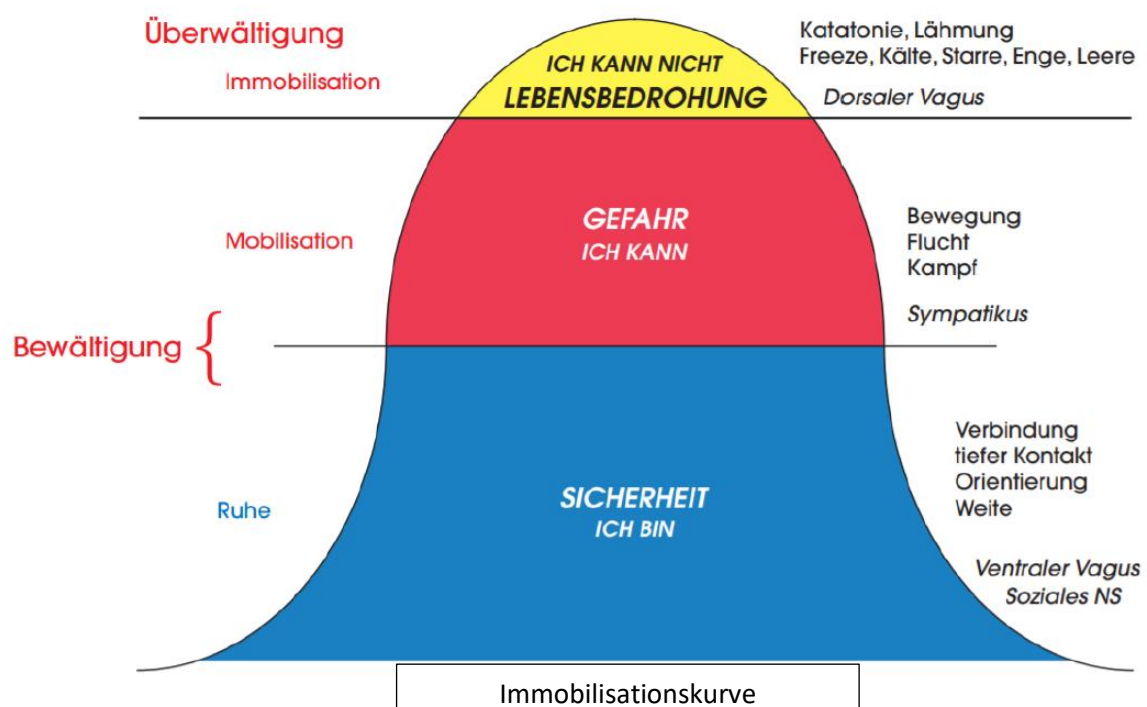 Überwältigung
Immobilisation
ICH KANN NICHT
LEBENSBEDROHUNG
Katatonie, Lähmung
Freeze, Kälte, Starre, Enge, Leere
Dorsaler Vagus
Mobilisation
GEFAHR
ICH KANN
Bewegung
Flucht
Kampf
Sympatikus
Bewältigung {
Ruhe
SICHERHEIT
ICH BIN
Verbindung
tiefer Kontakt
Orientierung
Weite
Ventraler Vagus
Soziales NS
Immobilisationskurve